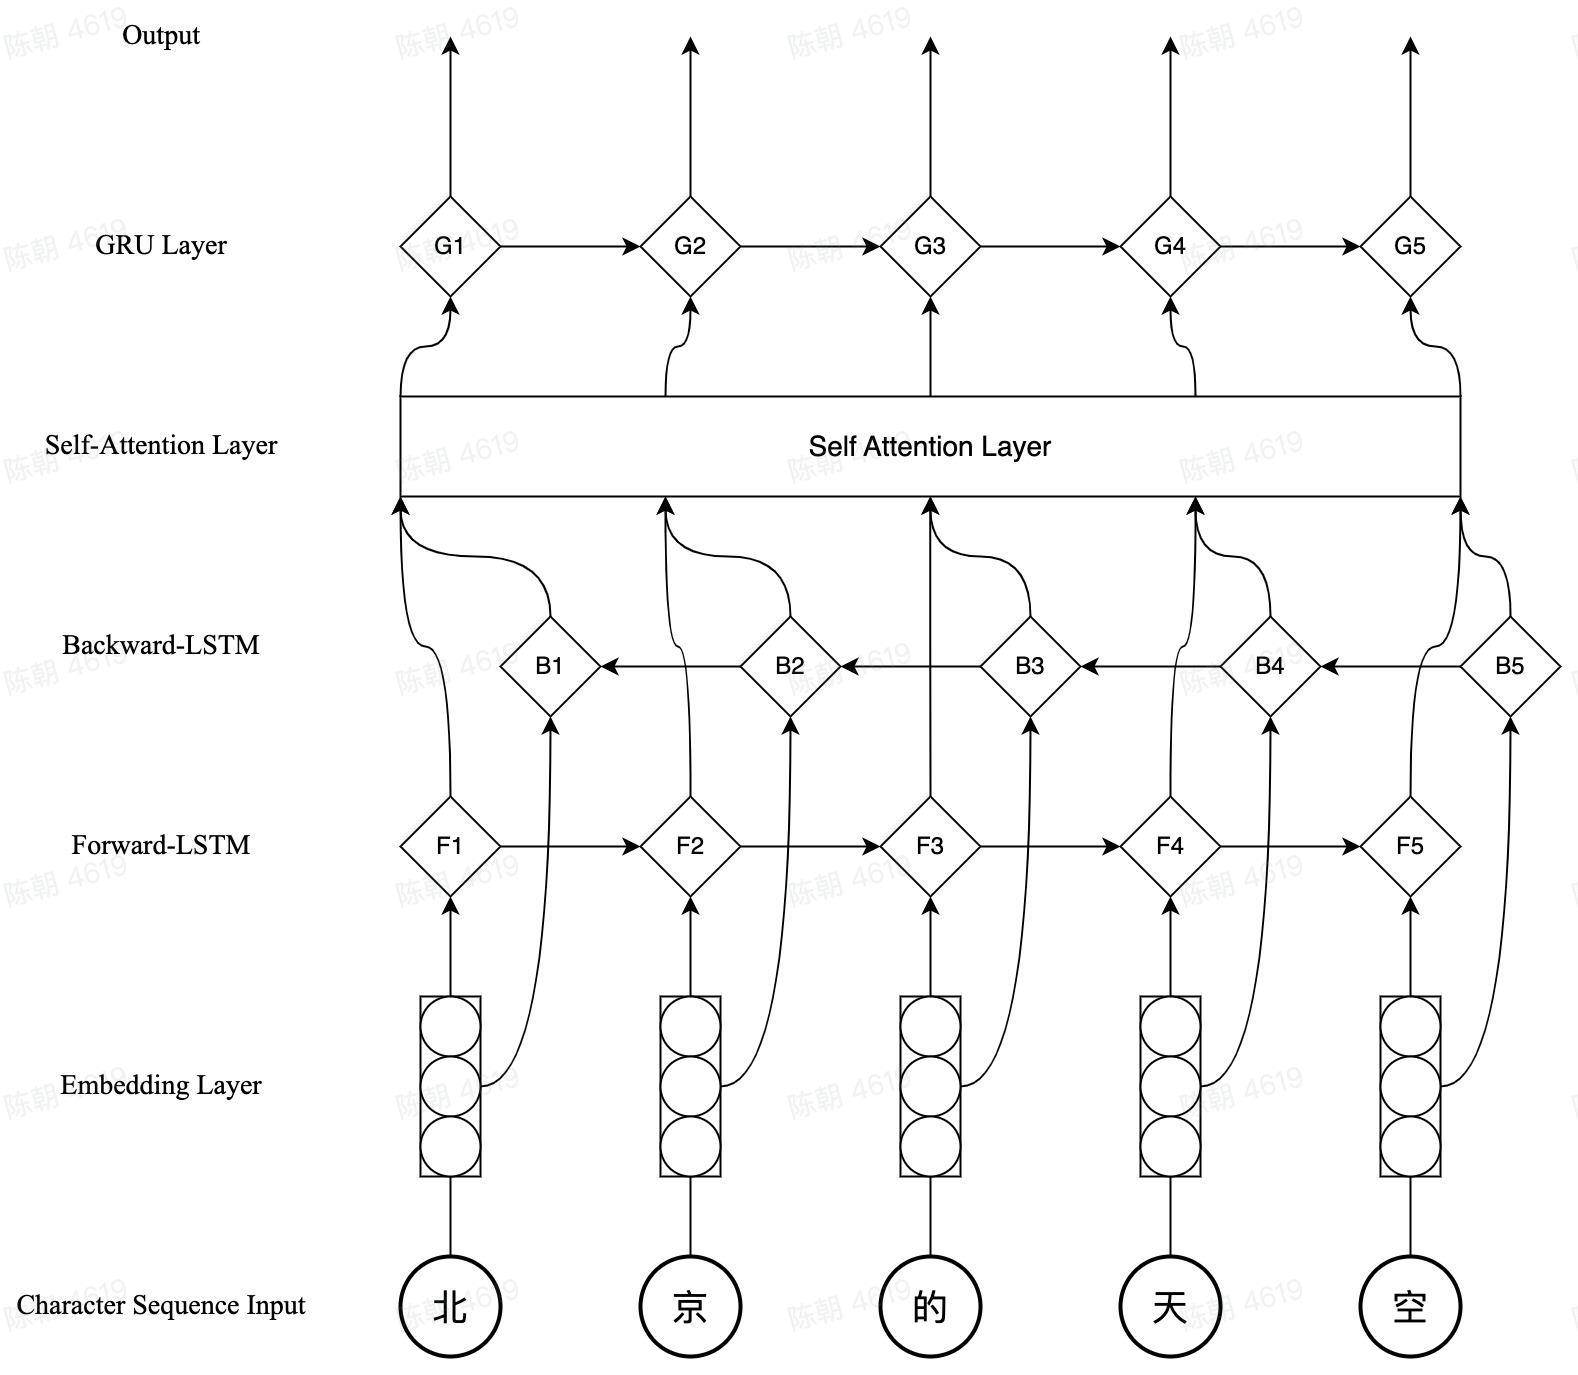 Output
GRU Layer
G1 G2 G3 G4 G5
Self-Attention Layer
Self Attention Layer
Backward-LSTM
B1 B2 B3 B4 B5
Forward-LSTM
F1 F2 F3 F4 F5
Embedding Layer
Character Sequence Input
北 京 的 天 空
陈朝 4619